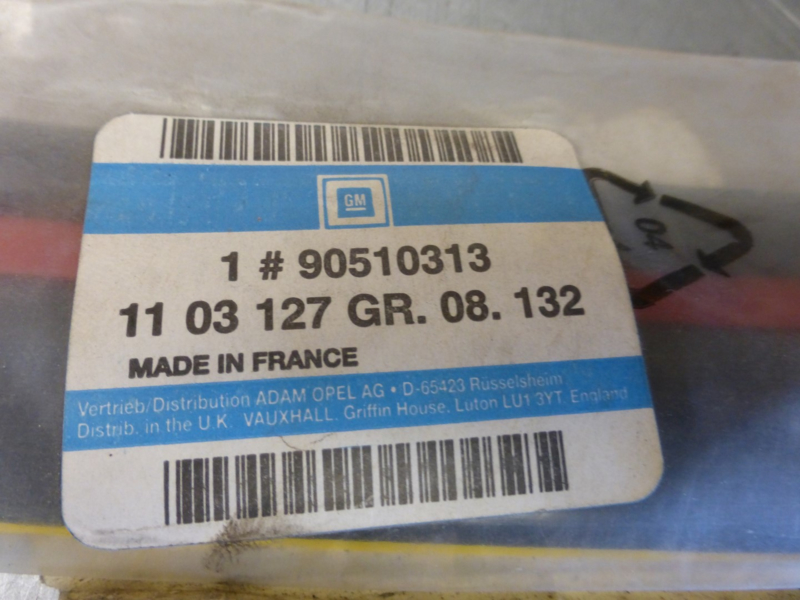 GM
1 # 90510313
11 03 127 GR. 08. 132
MADE IN FRANCE
Vertrieb/Distribution ADAM OPEL AG • D-65423 Rüsselsheim
Distrib. in the U.K. VAUXHALL. Griffin House. Luton LU1 3YT. England
04